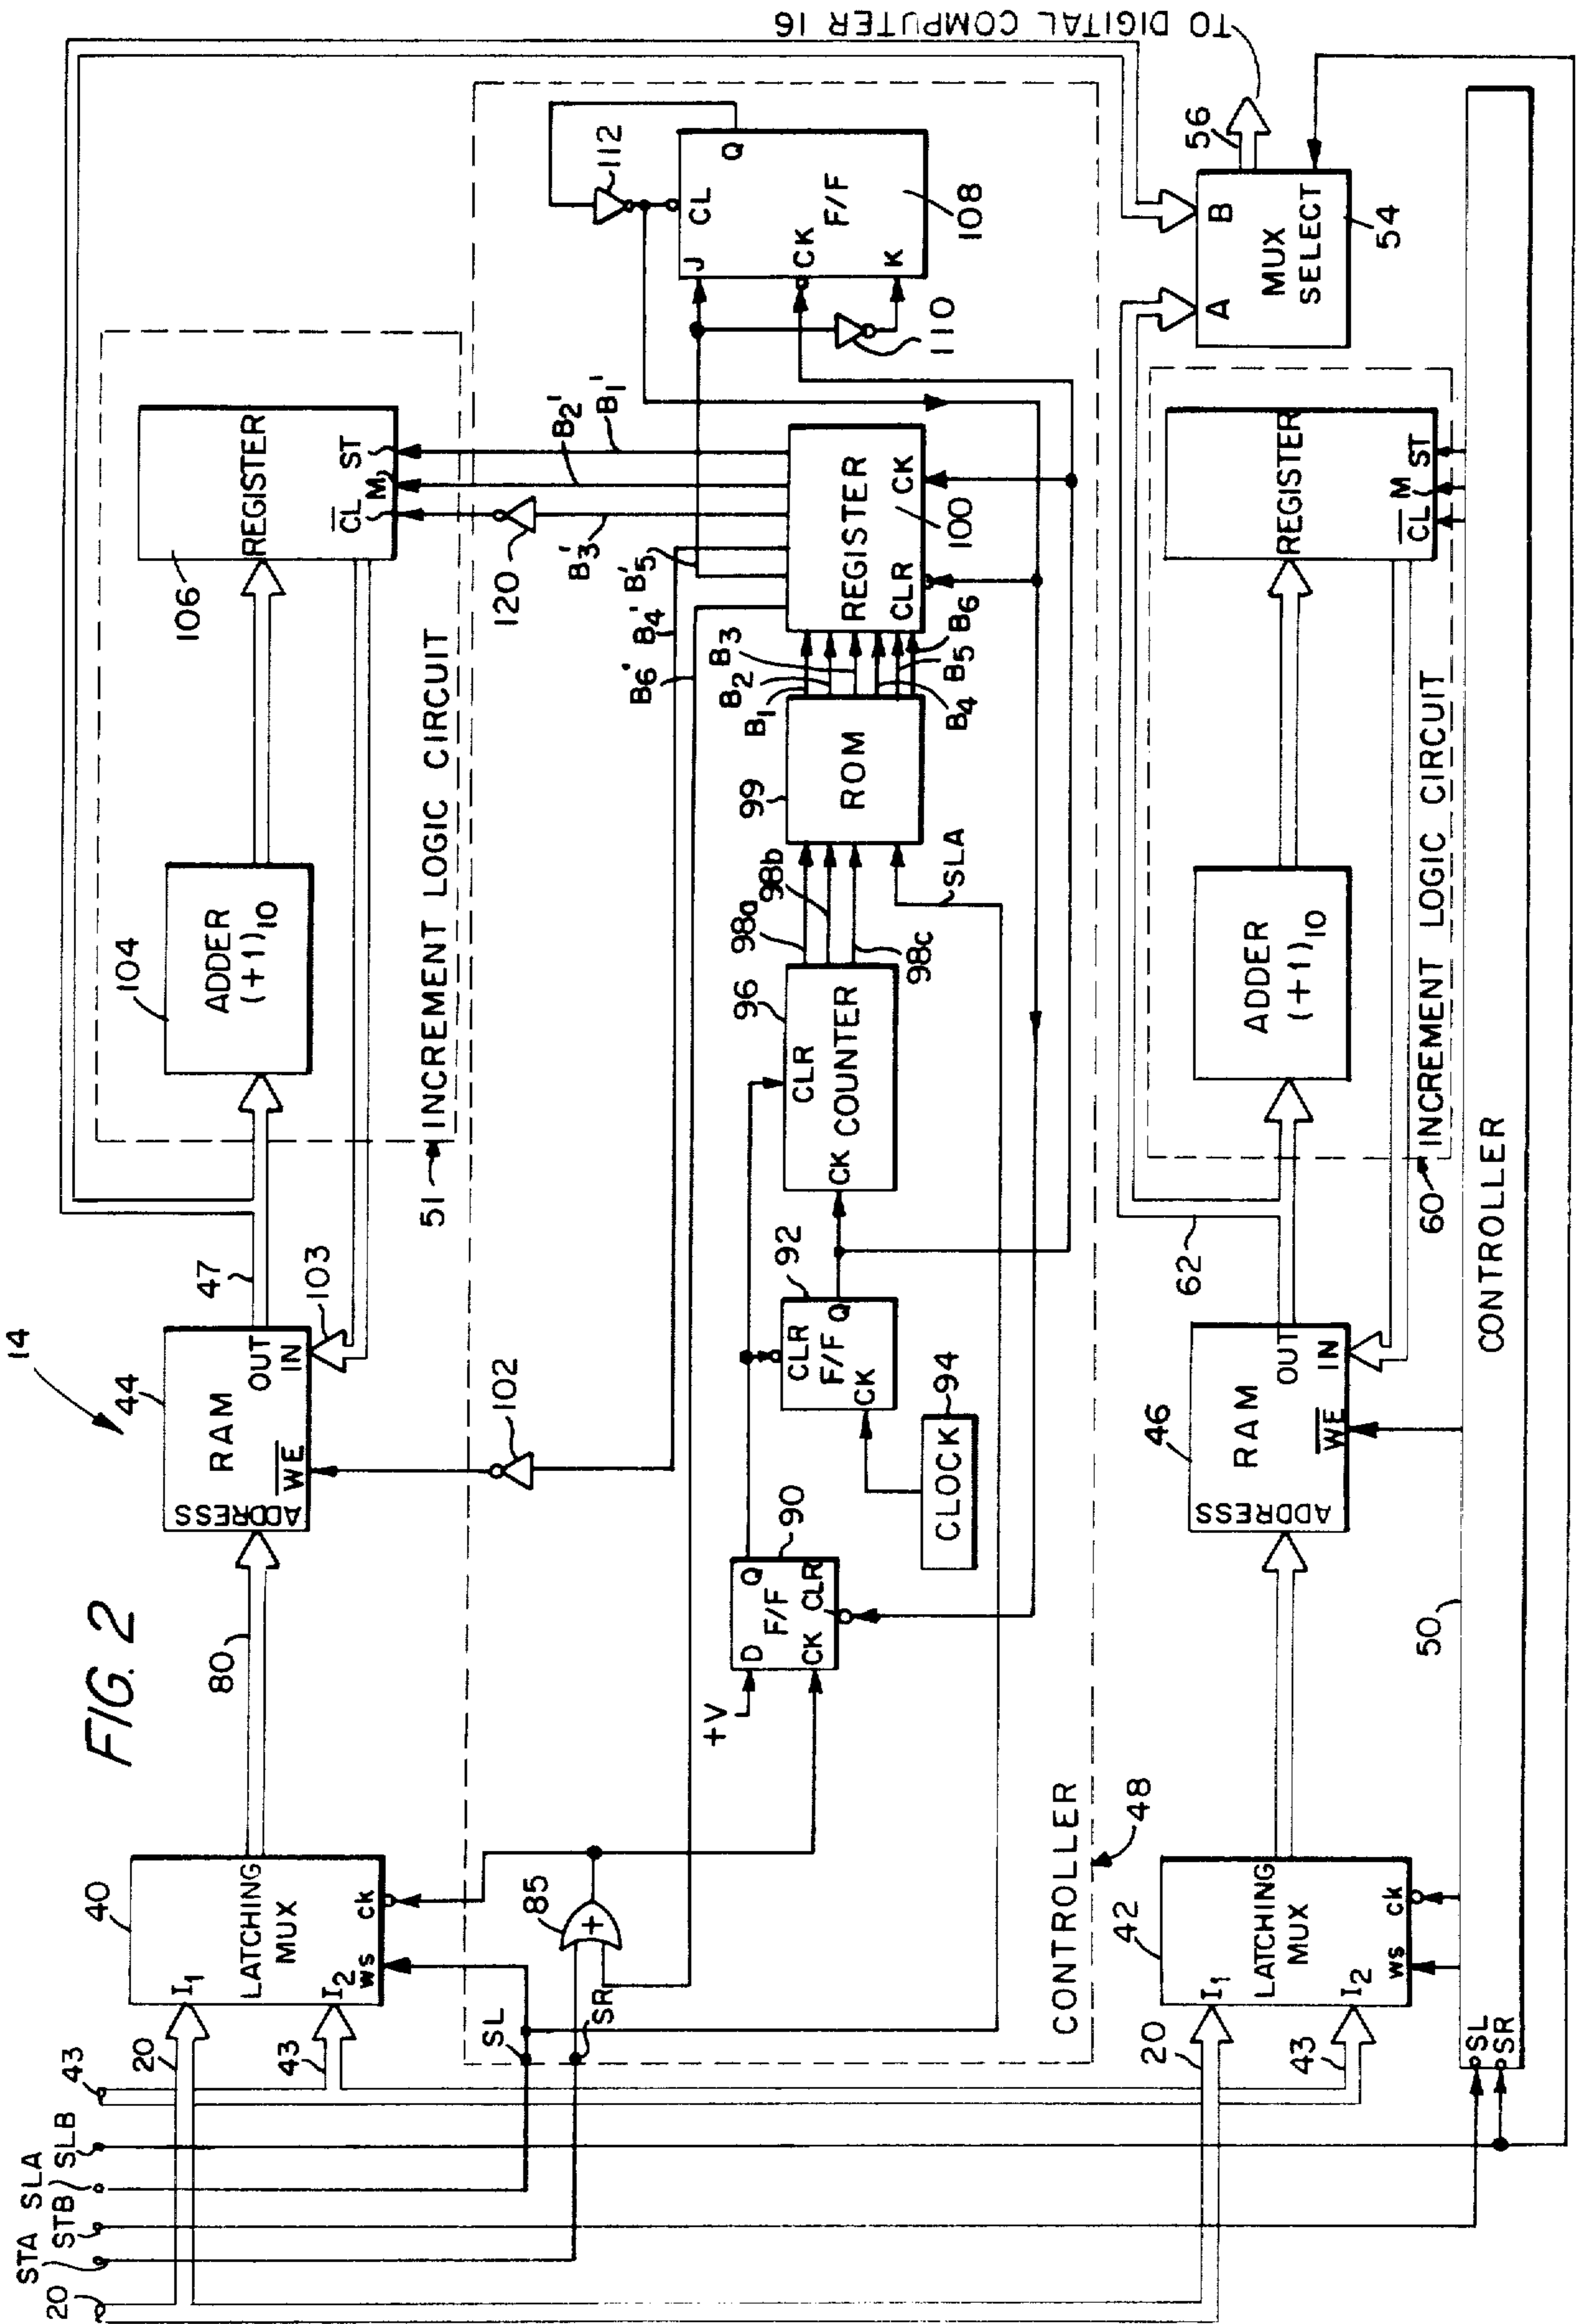 FIG. 2
14
20
STA
STB
SLA
SLB
43
20
43
40
I1
I2
LATCHING
MUX
ws
ck
80
44
RAM
ADDRESS
WE
OUT
IN
103
47
102
104
ADDER
(+1)10
106
REGISTER
CL
M
ST
51
INCREMENT LOGIC CIRCUIT
120
B3'
B2'
B1'
B4'
B5'
B6'
SL
SR
85
+V
D
Q
F/F
CK
CLR
90
CLOCK
94
92
CLR
F/F
Q
CK
96
CLR
CK
COUNTER
98a
98b
98c
SLA
99
ROM
B1
B2
B3
B4
B5
B6
REGISTER
CLR
CK
100
112
J
CL
Q
CK
F/F
K
108
110
CONTROLLER
48
20
43
42
I1
I2
LATCHING
MUX
ws
ck
46
RAM
ADDRESS
WE
OUT
IN
62
ADDER
(+1)10
REGISTER
CL
M
ST
60
INCREMENT LOGIC CIRCUIT
A
B
MUX
SELECT
54
56
TO DIGITAL COMPUTER 16
SL
SR
50
CONTROLLER